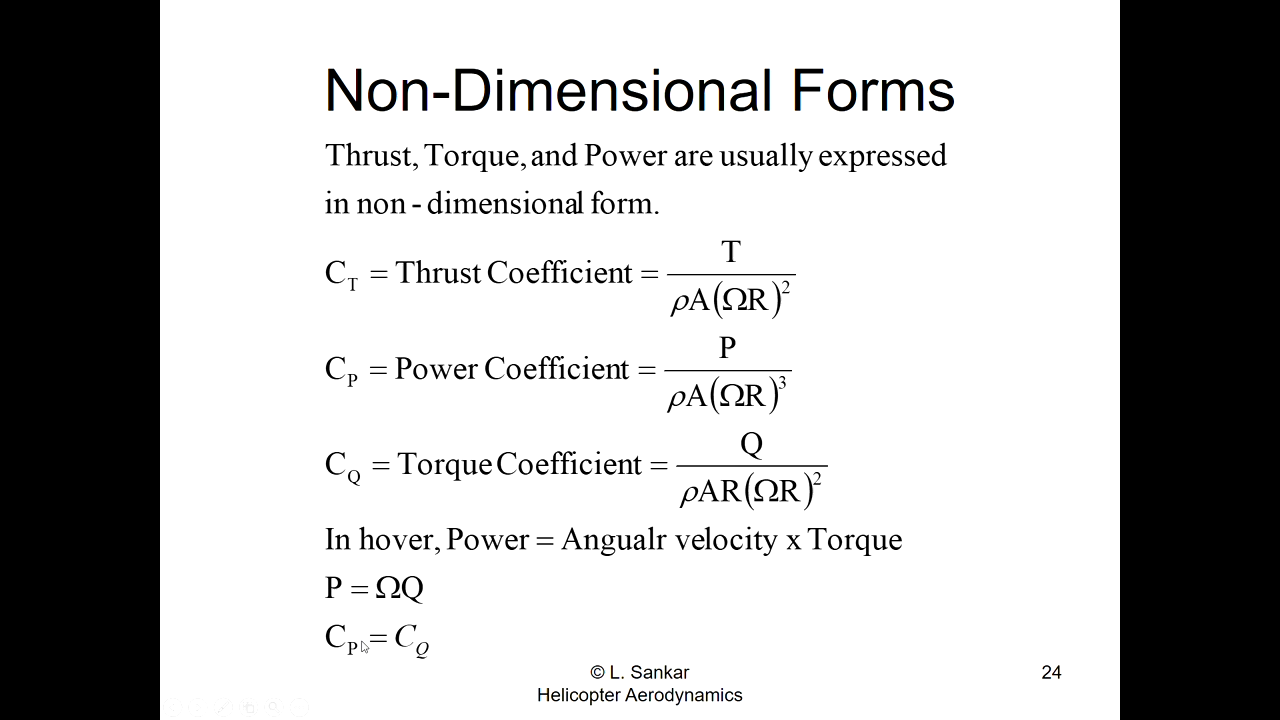 Non-Dimensional Forms
Thrust, Torque, and Power are usually expressed
in non - dimensional form.
C_T = Thrust Coefficient = T / ρA(ΩR)^2
C_P = Power Coefficient = P / ρA(ΩR)^3
C_Q = Torque Coefficient = Q / ρAR(ΩR)^2
In hover, Power = Angualr velocity x Torque
P = ΩQ
C_P = C_Q
© L. Sankar
Helicopter Aerodynamics
24